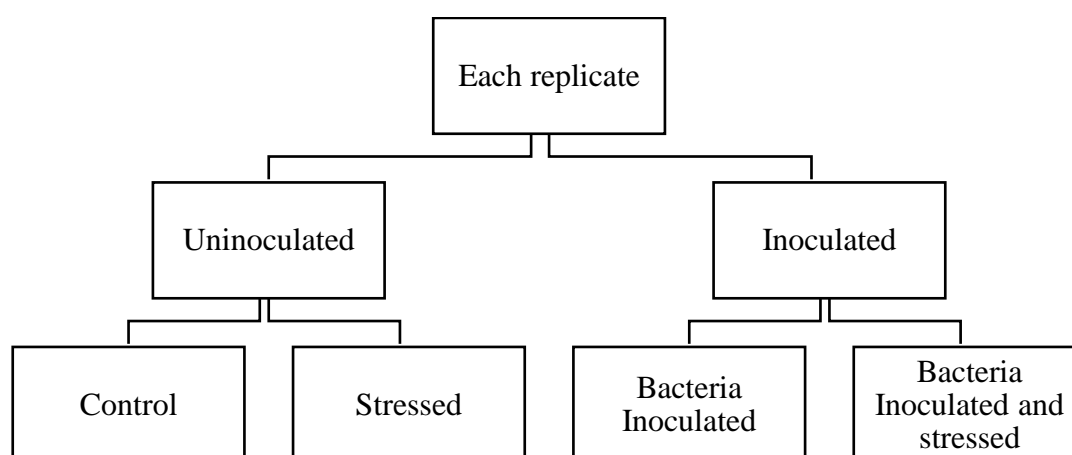 Each replicate
Uninoculated
Inoculated
Control
Stressed
Bacteria
Inoculated
Bacteria
Inoculated and
stressed